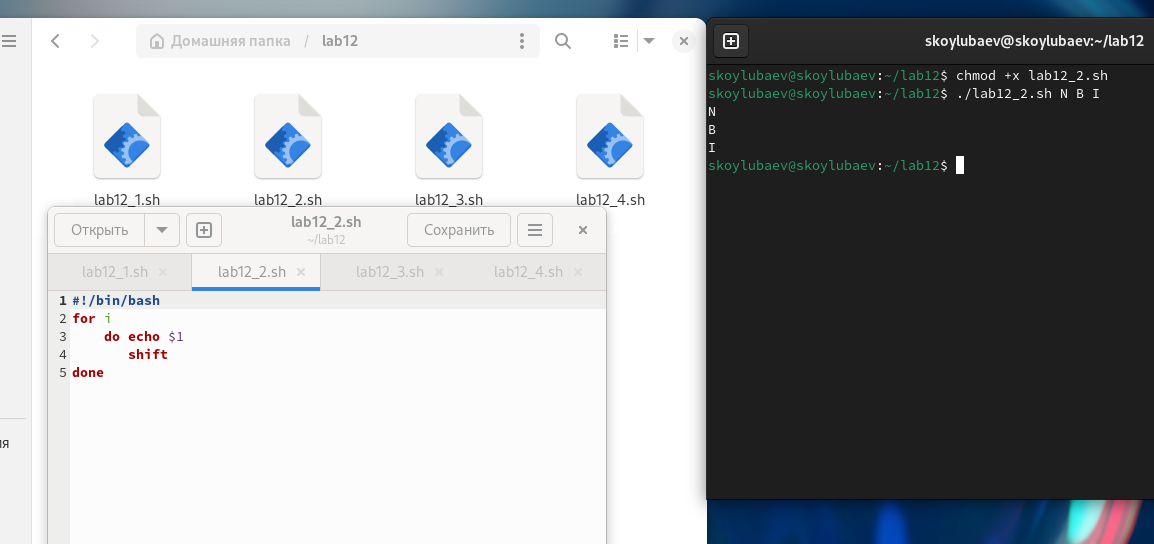 Домашняя папка / lab12
lab12_1.sh
lab12_2.sh
lab12_3.sh
lab12_4.sh
ия
Открыть
lab12_2.sh
~/lab12
Сохранить
lab12_1.sh
lab12_2.sh
lab12_3.sh
lab12_4.sh
1 #!/bin/bash
2 for i
3     do echo $1
4        shift
5 done
skoylubaev@skoylubaev:~/lab12
skoylubaev@skoylubaev:~/lab12$ chmod +x lab12_2.sh
skoylubaev@skoylubaev:~/lab12$ ./lab12_2.sh N B I
N
B
I
skoylubaev@skoylubaev:~/lab12$